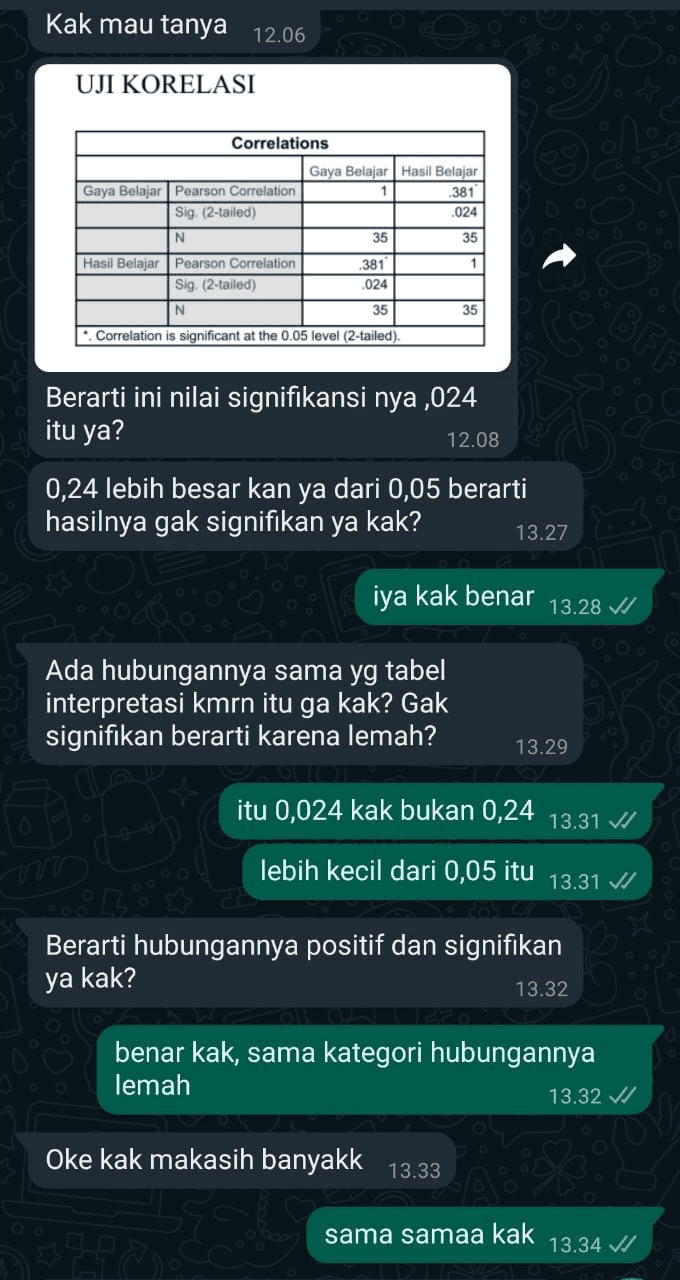 Kak mau tanya 12.06
UJI KORELASI
Correlations
Gaya Belajar Hasil Belajar
Gaya Belajar Pearson Correlation 1 .381*
Sig. (2-tailed) .024
N 35 35
Hasil Belajar Pearson Correlation .381* 1
Sig. (2-tailed) .024
N 35 35
*. Correlation is significant at the 0.05 level (2-tailed).
Berarti ini nilai signifikansi nya ,024
itu ya? 12.08
0,24 lebih besar kan ya dari 0,05 berarti
hasilnya gak signifikan ya kak? 13.27
iya kak benar 13.28
Ada hubungannya sama yg tabel
interpretasi kmrn itu ga kak? Gak
signifikan berarti karena lemah? 13.29
itu 0,024 kak bukan 0,24 13.31
lebih kecil dari 0,05 itu 13.31
Berarti hubungannya positif dan signifikan
ya kak? 13.32
benar kak, sama kategori hubungannya
lemah 13.32
Oke kak makasih banyakk 13.33
sama samaa kak 13.34